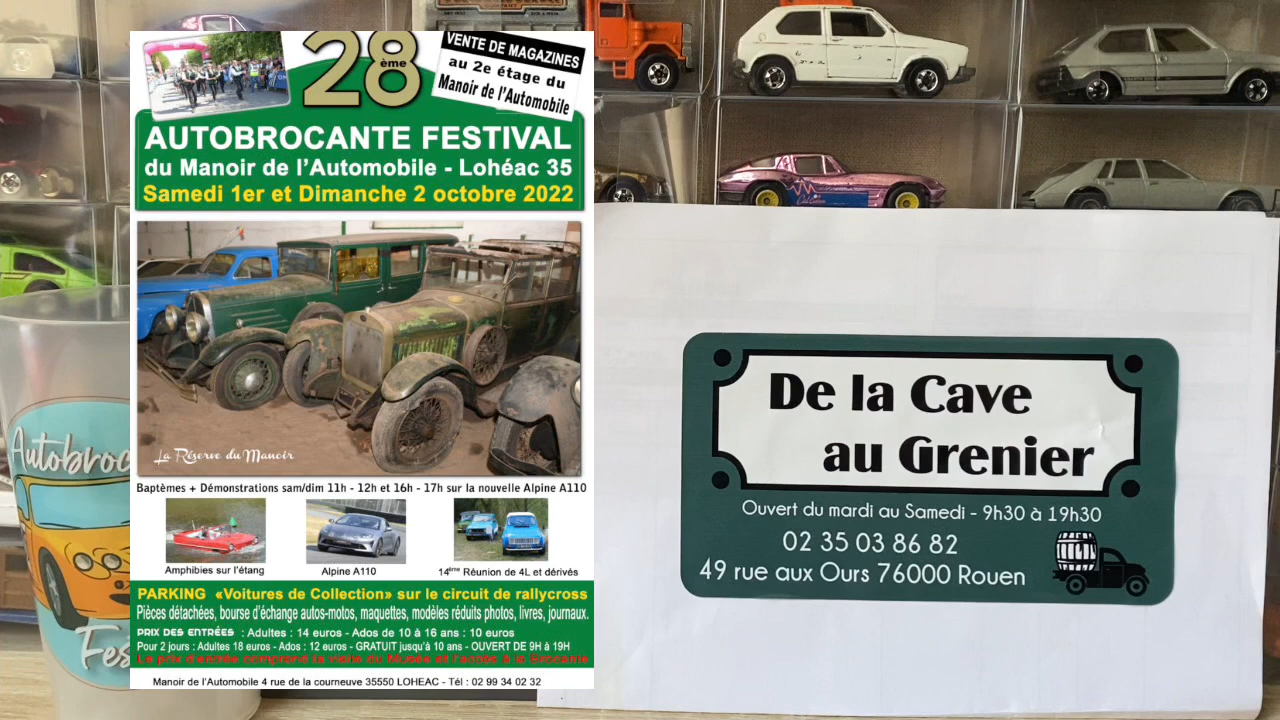 28ème
VENTE DE MAGAZINES
au 2e étage du
Manoir de l'Automobile
AUTOBROCANTE FESTIVAL
du Manoir de l'Automobile - Lohéac 35
Samedi 1er et Dimanche 2 octobre 2022
La Réserve du Manoir
Baptèmes + Démonstrations sam/dim 11h - 12h et 16h - 17h sur la nouvelle Alpine A110
Amphibies sur l'étang
Alpine A110
14ème Réunion de 4L et dérivés
PARKING «Voitures de Collection» sur le circuit de rallycross
Pièces détachées, bourse d'échange autos-motos, maquettes, modèles réduits photos, livres, journaux.
PRIX DES ENTRÉES : Adultes : 14 euros - Ados de 10 à 16 ans : 10 euros
Pour 2 jours : Adultes 18 euros - Ados : 12 euros - GRATUIT jusqu'à 10 ans - OUVERT DE 9H à 19H
Le prix d'entrée comprend la visite du Musée et l'accès à la Brocante
Manoir de l'Automobile 4 rue de la courneuve 35550 LOHEAC - Tél : 02 99 34 02 32
Autobroc
Fes
De la Cave
au Grenier
Ouvert du mardi au Samedi - 9h30 à 19h30
02 35 03 86 82
49 rue aux Ours 76000 Rouen